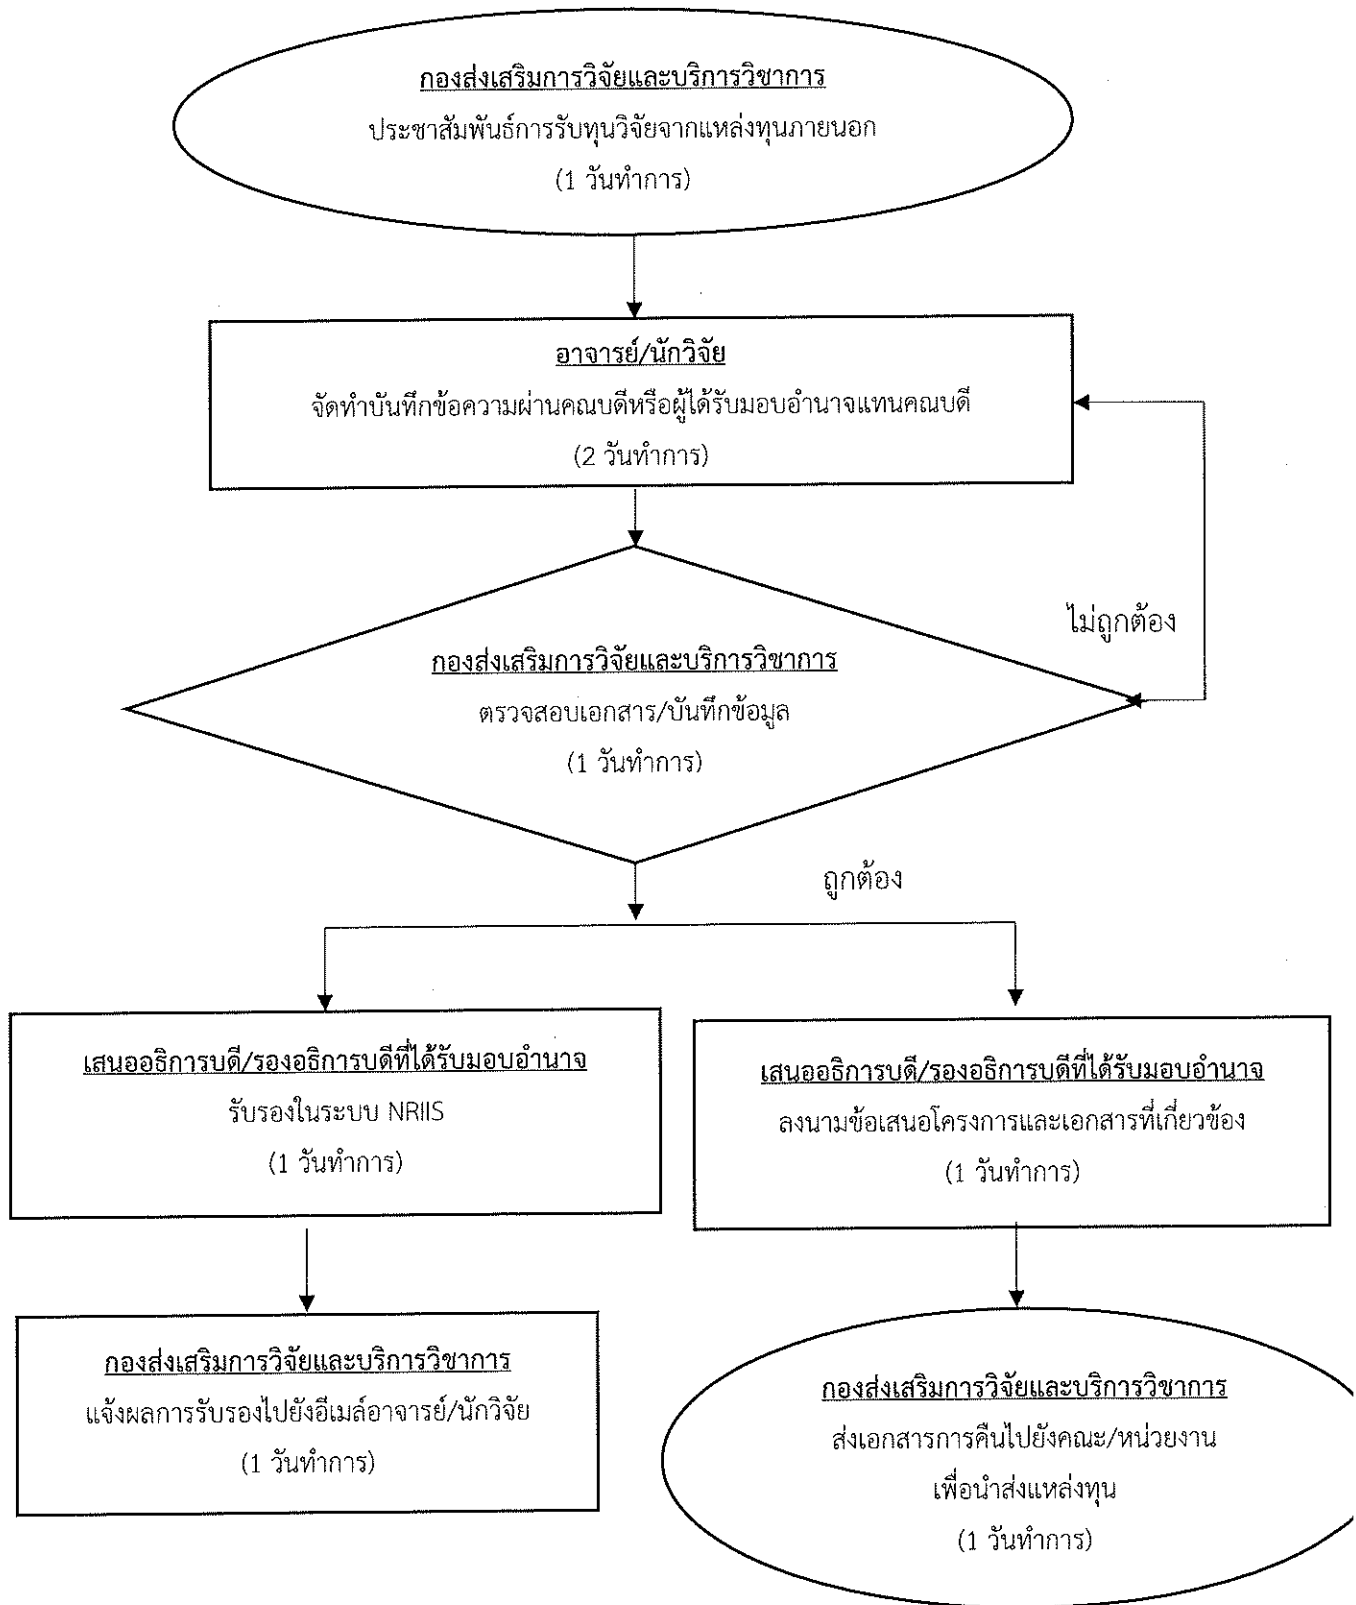 กองส่งเสริมการวิจัยและบริการวิชาการ
ประชาสัมพันธ์การรับทุนวิจัยจากแหล่งทุนภายนอก
(1 วันทำการ)
อาจารย์/นักวิจัย
จัดทำบันทึกข้อความผ่านคณบดีหรือผู้ได้รับมอบอำนาจแทนคณบดี
(2 วันทำการ)
ไม่ถูกต้อง
กองส่งเสริมการวิจัยและบริการวิชาการ
ตรวจสอบเอกสาร/บันทึกข้อมูล
(1 วันทำการ)
ถูกต้อง
เสนออธิการบดี/รองอธิการบดีที่ได้รับมอบอำนาจ
รับรองในระบบ NRIIS
(1 วันทำการ)
เสนออธิการบดี/รองอธิการบดีที่ได้รับมอบอำนาจ
ลงนามข้อเสนอโครงการและเอกสารที่เกี่ยวข้อง
(1 วันทำการ)
กองส่งเสริมการวิจัยและบริการวิชาการ
แจ้งผลการรับรองไปยังอีเมล์อาจารย์/นักวิจัย
(1 วันทำการ)
กองส่งเสริมการวิจัยและบริการวิชาการ
ส่งเอกสารการคืนไปยังคณะ/หน่วยงาน
เพื่อนำส่งแหล่งทุน
(1 วันทำการ)